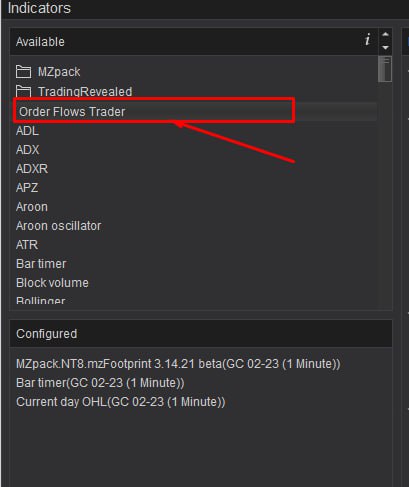 Indicators
Available
i
MZpack
TradingRevealed
Order Flows Trader
ADL
ADX
ADXR
APZ
Aroon
Aroon oscillator
ATR
Bar timer
Block volume
Bollinger
Configured
MZpack.NT8.mzFootprint 3.14.21 beta(GC 02-23 (1 Minute))
Bar timer(GC 02-23 (1 Minute))
Current day OHL(GC 02-23 (1 Minute))